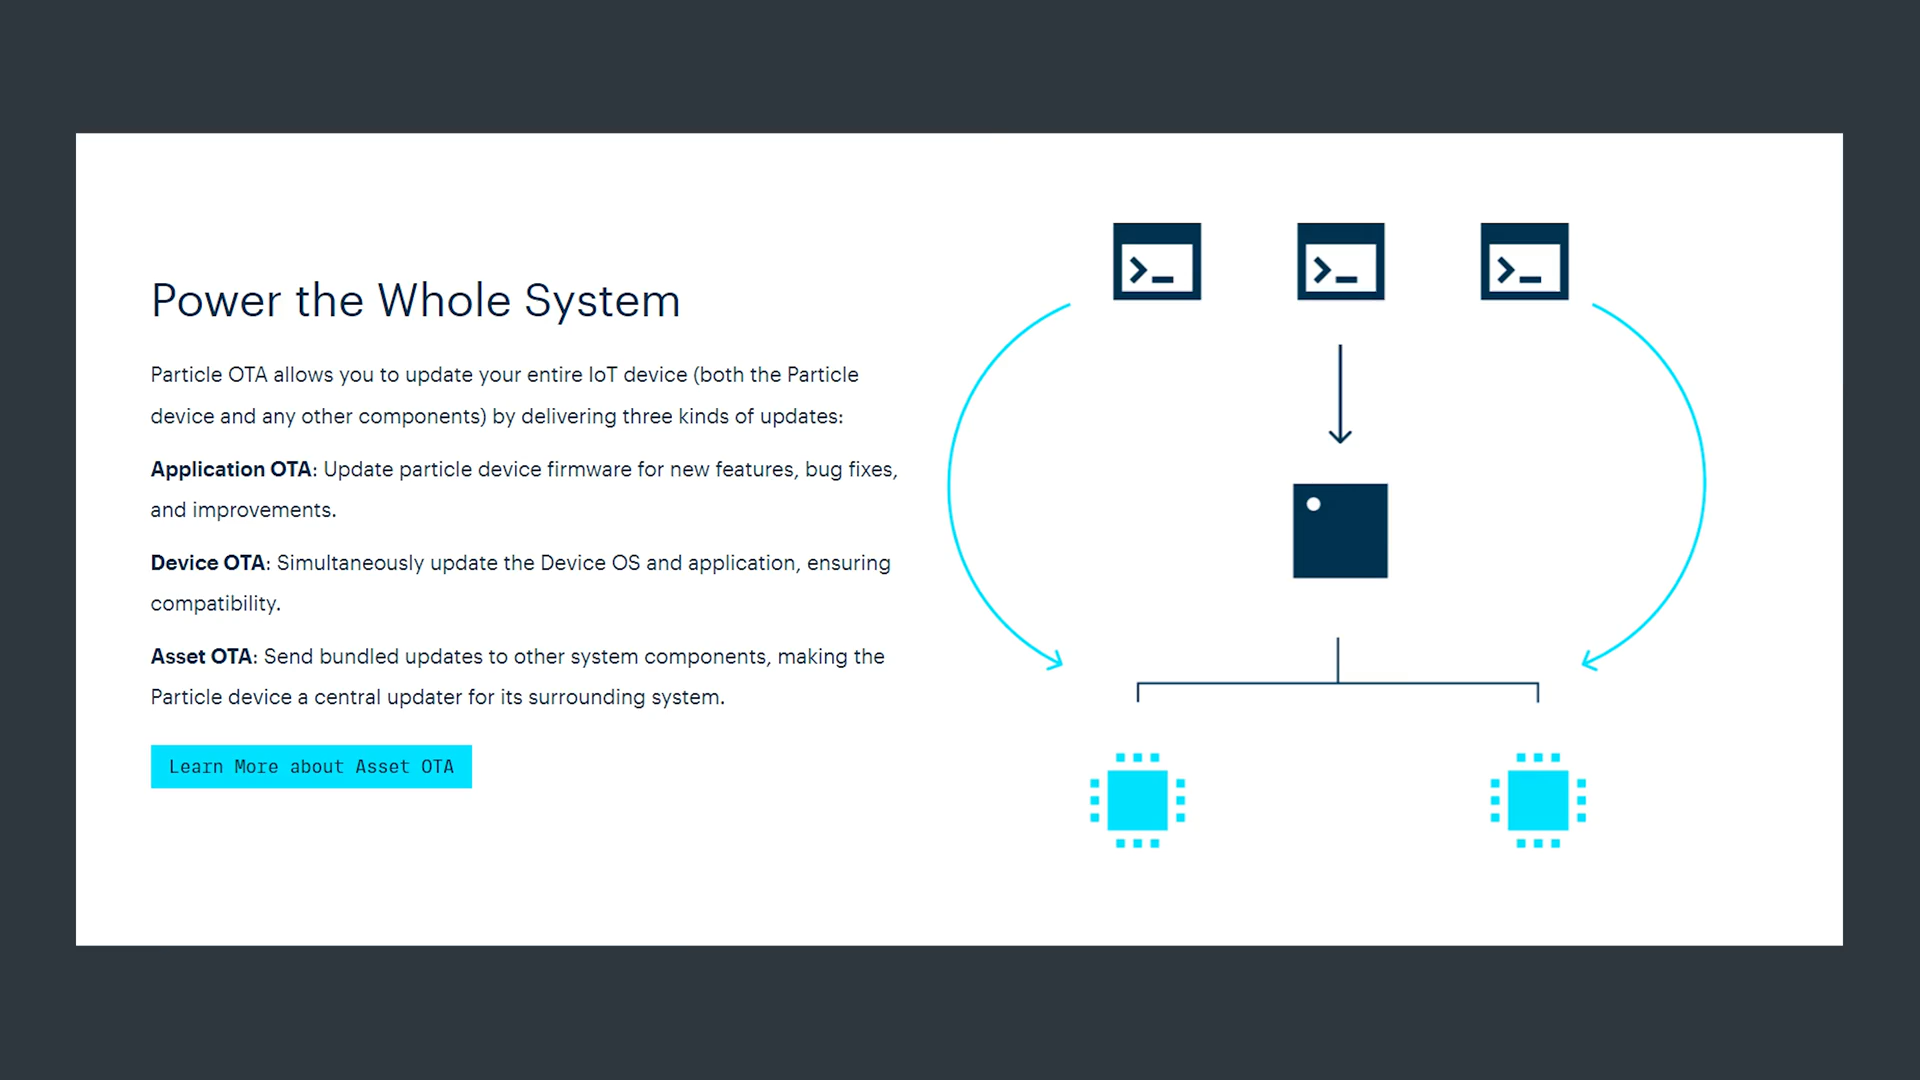 >_ >_ >_
Power the Whole System
Particle OTA allows you to update your entire IoT device (both the Particle
device and any other components) by delivering three kinds of updates:
Application OTA: Update particle device firmware for new features, bug fixes,
and improvements.
Device OTA: Simultaneously update the Device OS and application, ensuring
compatibility.
Asset OTA: Send bundled updates to other system components, making the
Particle device a central updater for its surrounding system.
Learn More about Asset OTA